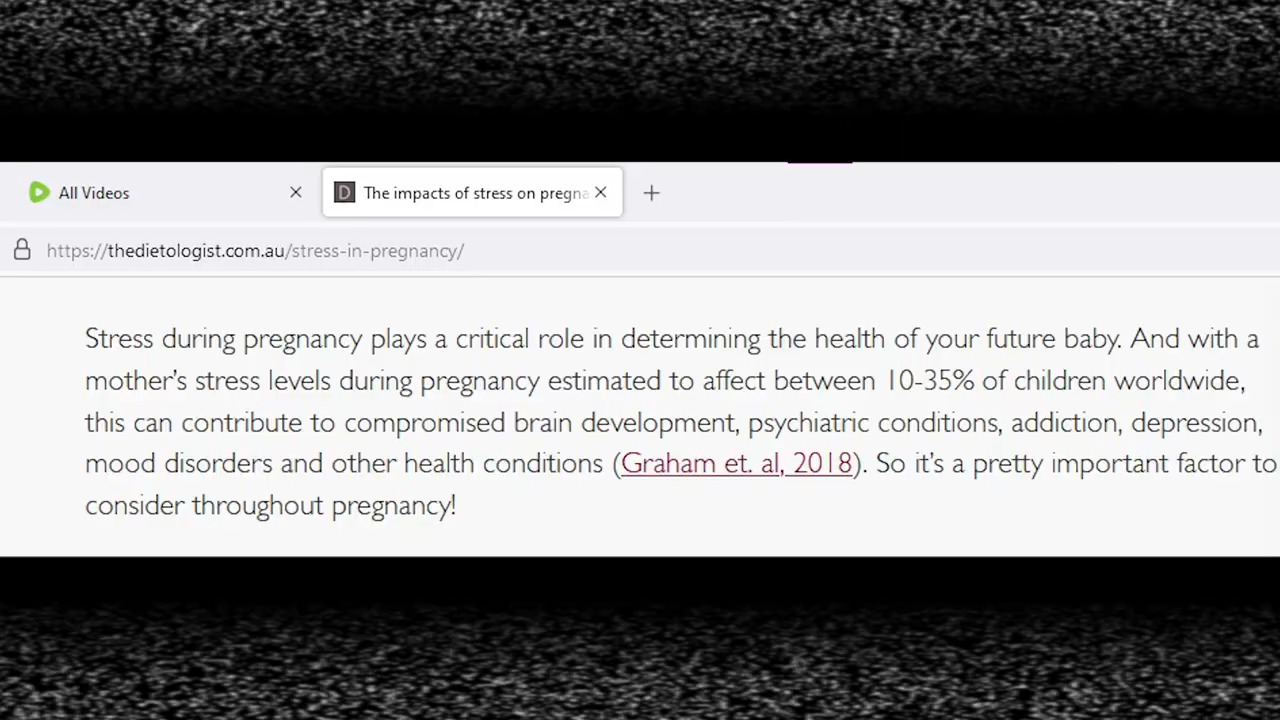 All Videos
The impacts of stress on pregna
https://thedietologist.com.au/stress-in-pregnancy/
Stress during pregnancy plays a critical role in determining the health of your future baby. And with a
mother’s stress levels during pregnancy estimated to affect between 10-35% of children worldwide,
this can contribute to compromised brain development, psychiatric conditions, addiction, depression,
mood disorders and other health conditions (Graham et. al, 2018). So it’s a pretty important factor to
consider throughout pregnancy!